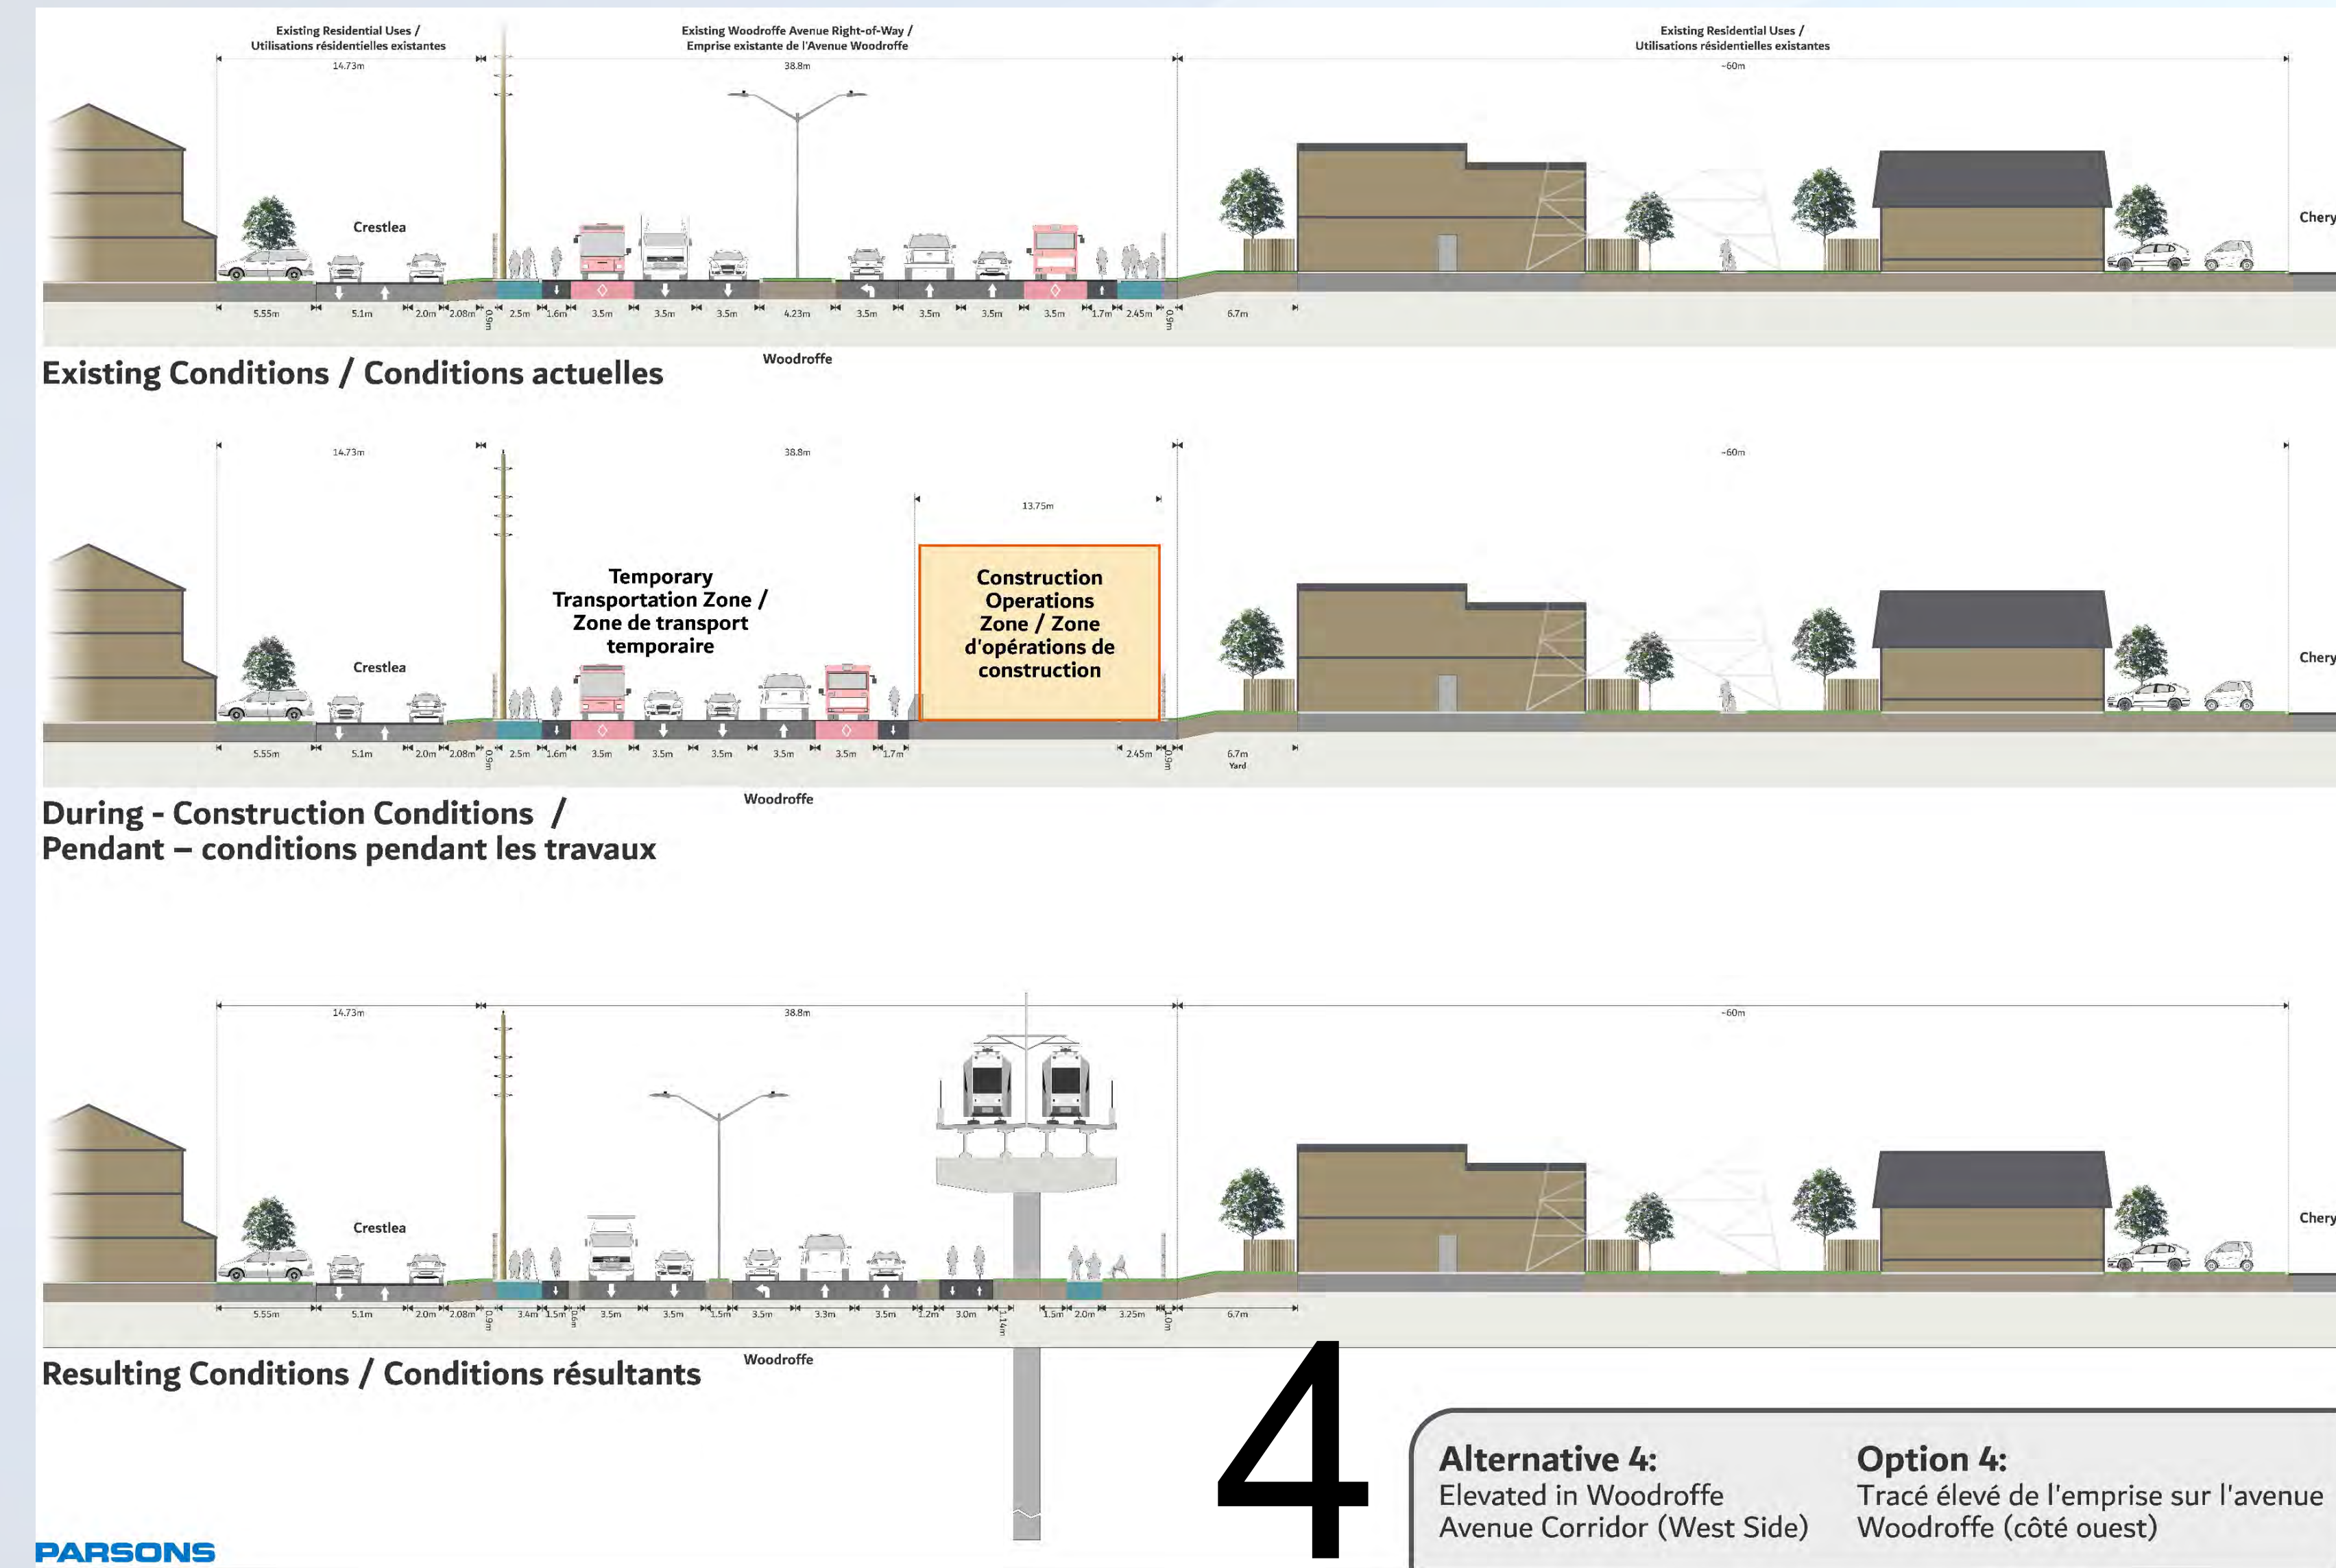 Existing Residential Uses /
Utilisations résidentielles existantes
14.73m
Existing Woodroffe Avenue Right-of-Way /
Emprise existante de l'Avenue Woodroffe
38.8m
Existing Residential Uses /
Utilisations résidentielles existantes
~60m
Crestlea
Chery
5.55m 5.1m 2.0m 2.08m 0.9m 2.5m 1.6m 3.5m 3.5m 3.5m 4.23m 3.5m 3.5m 3.5m 3.5m 1.7m 2.45m 0.9m 6.7m
Woodroffe
Existing Conditions / Conditions actuelles
14.73m 38.8m ~60m
13.75m
Temporary
Transportation Zone /
Zone de transport
temporaire
Construction
Operations
Zone / Zone
d'opérations de
construction
Crestlea
Chery
5.55m 5.1m 2.0m 2.08m 0.9m 2.5m 1.6m 3.5m 3.5m 3.5m 3.5m 3.5m 1.7m 2.45m 0.9m 6.7m
Yard
Woodroffe
During - Construction Conditions /
Pendant – conditions pendant les travaux
14.73m 38.8m ~60m
Crestlea
Chery
5.55m 5.1m 2.0m 2.08m 0.9m 3.4m 1.5m 0.6m 3.5m 3.5m 1.5m 3.5m 3.3m 3.5m 1.2m 3.0m 1.14m 1.5m 2.0m 3.25m 1.0m 6.7m
Woodroffe
Resulting Conditions / Conditions résultants
4
Alternative 4:
Elevated in Woodroffe
Avenue Corridor (West Side)
Option 4:
Tracé élevé de l'emprise sur l'avenue
Woodroffe (côté ouest)
PARSONS